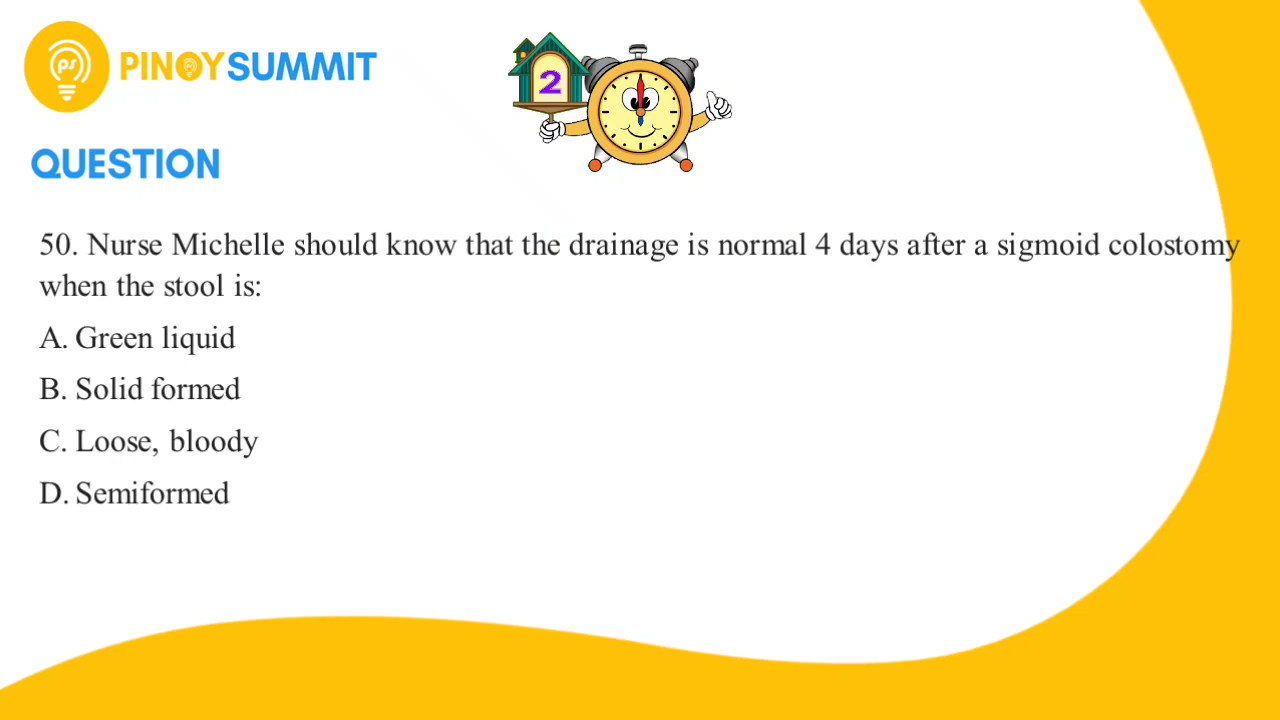 PINOY SUMMIT
2
QUESTION
50. Nurse Michelle should know that the drainage is normal 4 days after a sigmoid colostomy
when the stool is:
A. Green liquid
B. Solid formed
C. Loose, bloody
D. Semiformed